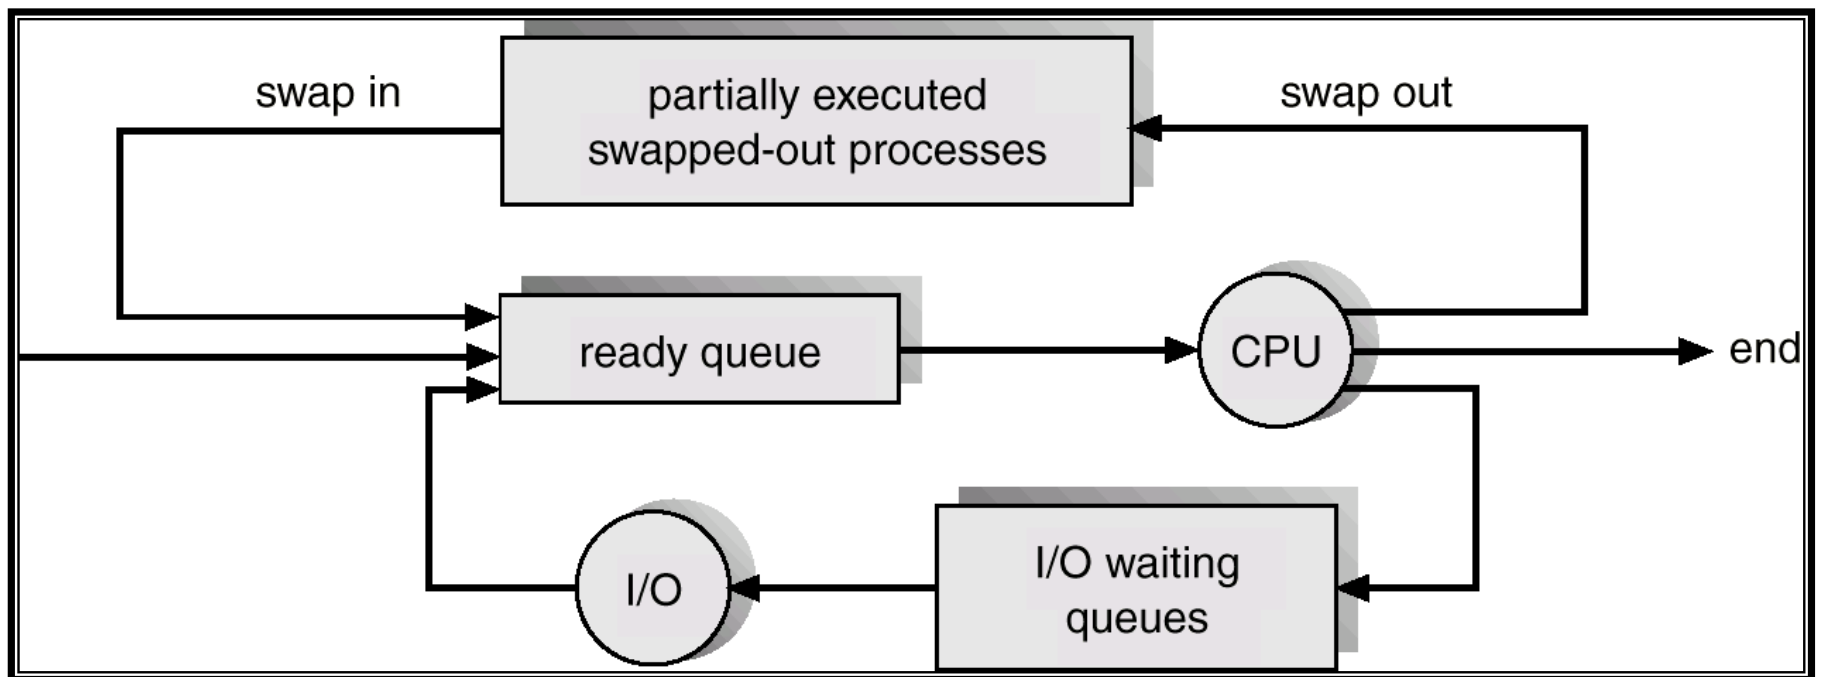 swap in
partially executed
swapped-out processes
swap out
ready queue
CPU
end
I/O
I/O waiting
queues